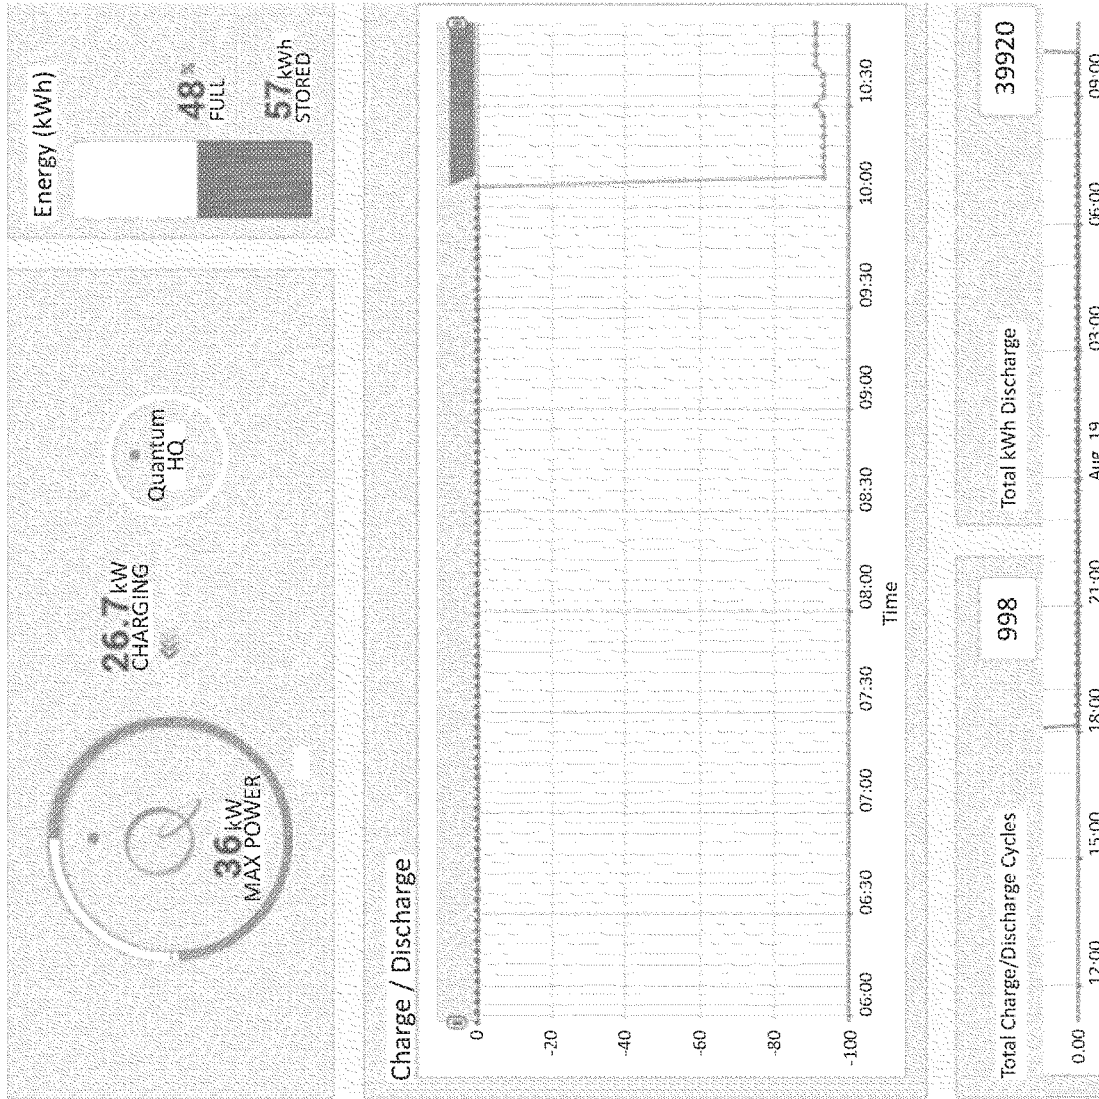 36 kW
MAX POWER
26.7 kW
CHARGING
Quantum
HQ
Energy (kWh)
48%
FULL
57 kWh
STORED
Charge / Discharge
0
-20
-40
-60
-80
-100
06:00 06:30 07:00 07:30 08:00 08:30 09:00 09:30 10:00 10:30
Time
Total Charge/Discharge Cycles
998
Total kWh Discharge
39920
0.00
12:00 15:00 18:00 21:00 Aug 19 03:00 06:00 09:00